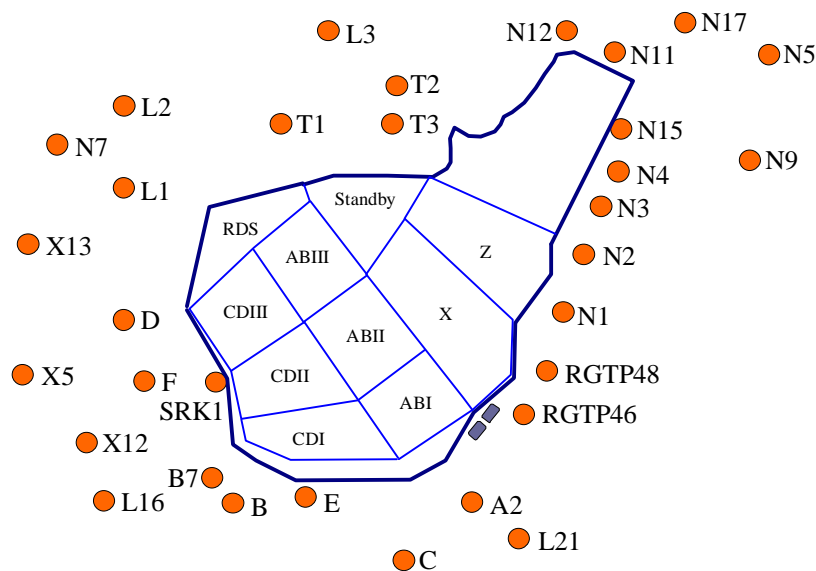 N17
N12
L3
N11
N5
T2
L2
T1
T3
N15
N7
N9
N4
L1
Standby
N3
RDS
X13
ABIII
Z
N2
CDIII
X
N1
D
ABII
X5
F
CDII
RGTP48
SRK1
ABI
RGTP46
X12
CDI
B7
L16
B
E
A2
L21
C